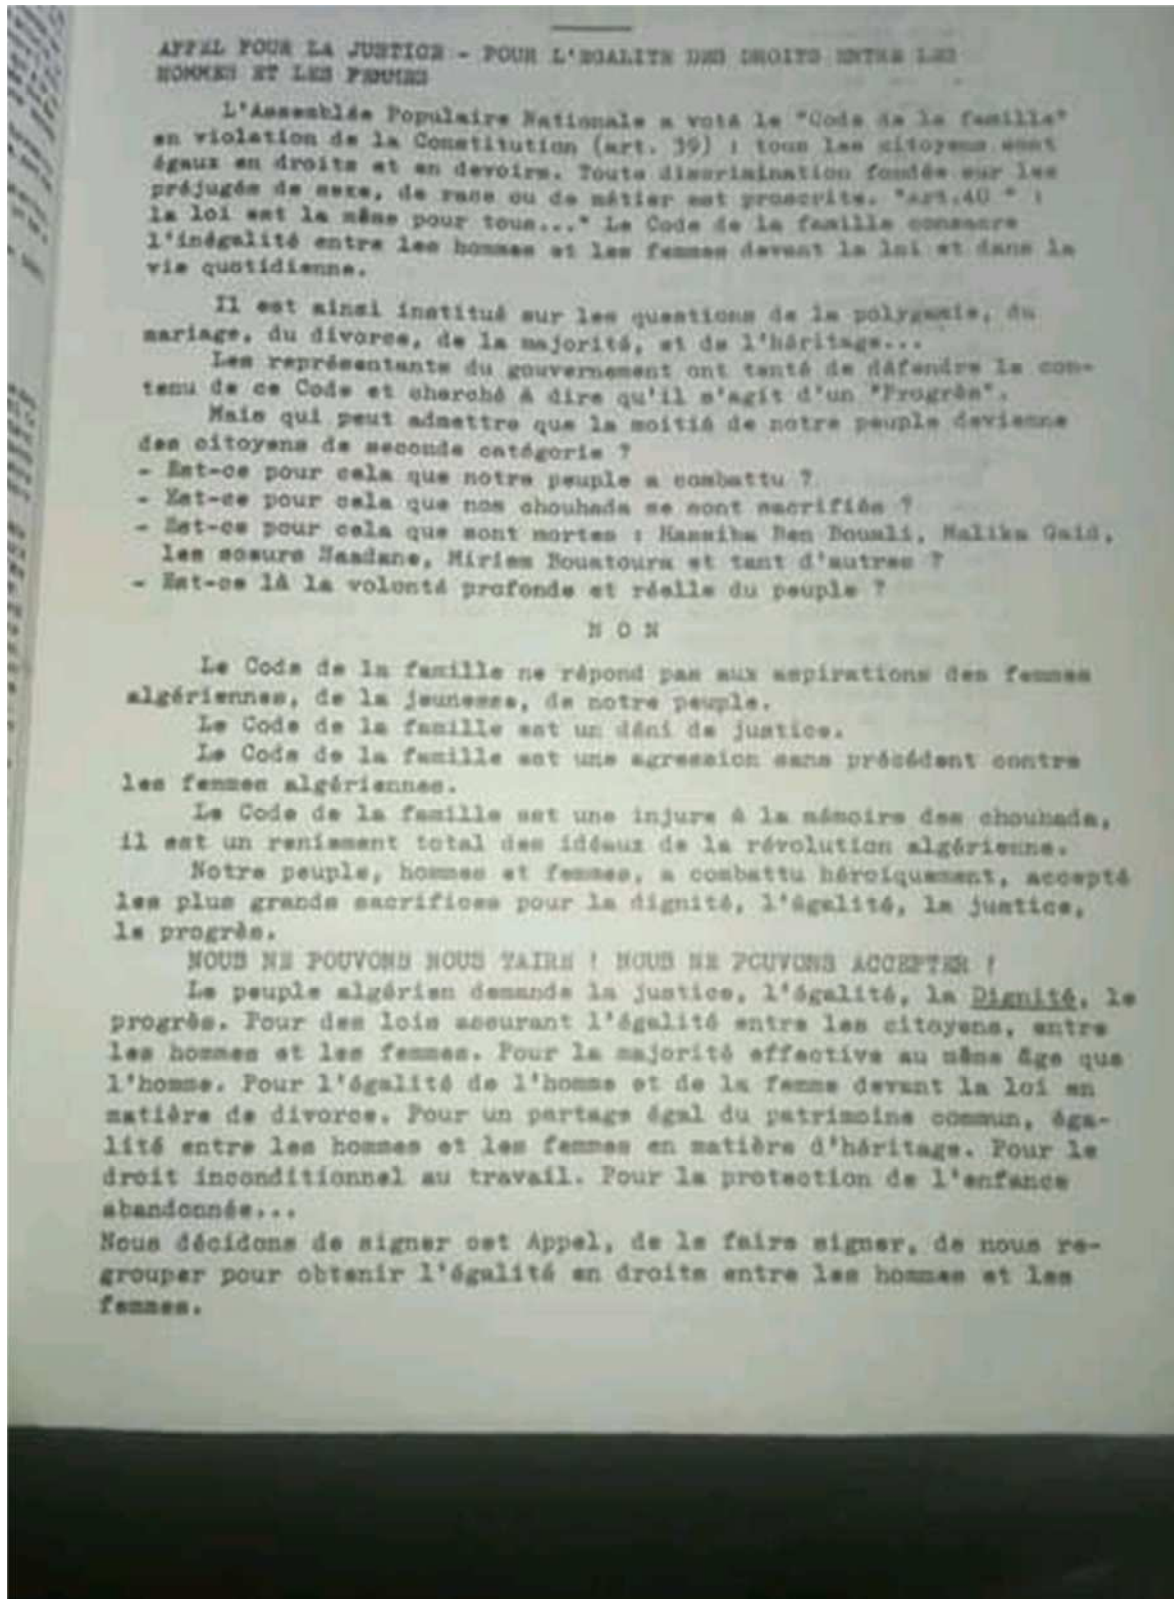 APPEL POUR LA JUSTICE - POUR L'EGALITE DES DROITS ENTRE LES
HOMMES ET LES FEMMES
L'Assemblée Populaire Nationale a voté le "Code de la famille"
en violation de la Constitution (art. 39) : tous les citoyens sont
égaux en droits et en devoirs. Toute discrimination fondée sur les
préjugés de sexe, de race ou de métier est proscrite. "Art.40 " :
la loi est la même pour tous..." Le Code de la famille consacre
l'inégalité entre les hommes et les femmes devant la loi et dans la
vie quotidienne.
Il est ainsi institué sur les questions de la polygamie, du
mariage, du divorce, de la majorité, et de l'héritage...
Les représentants du gouvernement ont tenté de défendre le con-
tenu de ce Code et cherché à dire qu'il s'agit d'un "Progrès".
Mais qui peut admettre que la moitié de notre peuple devienne
des citoyens de seconde catégorie ?
- Est-ce pour cela que notre peuple a combattu ?
- Est-ce pour cela que nos chouhada se sont sacrifiés ?
- Est-ce pour cela que sont mortes : Hassiba Ben Bouali, Malika Gaid,
les soeurs Saadane, Miriem Bouatoura et tant d'autres ?
- Est-ce là la volonté profonde et réelle du peuple ?
N O N
Le Code de la famille ne répond pas aux aspirations des femmes
algériennes, de la jeunesse, de notre peuple.
Le Code de la famille est un déni de justice.
Le Code de la famille est une agression sans précédent contre
les femmes algériennes.
Le Code de la famille est une injure à la mémoire des chouhada,
il est un reniement total des idéaux de la révolution algérienne.
Notre peuple, hommes et femmes, a combattu héroïquement, accepté
les plus grands sacrifices pour la dignité, l'égalité, la justice,
le progrès.
NOUS NE POUVONS NOUS TAIRE ! NOUS NE POUVONS ACCEPTER !
Le peuple algérien demande la justice, l'égalité, la Dignité, le
progrès. Pour des lois assurant l'égalité entre les citoyens, entre
les hommes et les femmes. Pour la majorité effective au même âge que
l'homme. Pour l'égalité de l'homme et de la femme devant la loi en
matière de divorce. Pour un partage égal du patrimoine commun, éga-
lité entre les hommes et les femmes en matière d'héritage. Pour le
droit inconditionnel au travail. Pour la protection de l'enfance
abandonnée...
Nous décidons de signer cet Appel, de le faire signer, de nous re-
grouper pour obtenir l'égalité en droits entre les hommes et les
femmes.